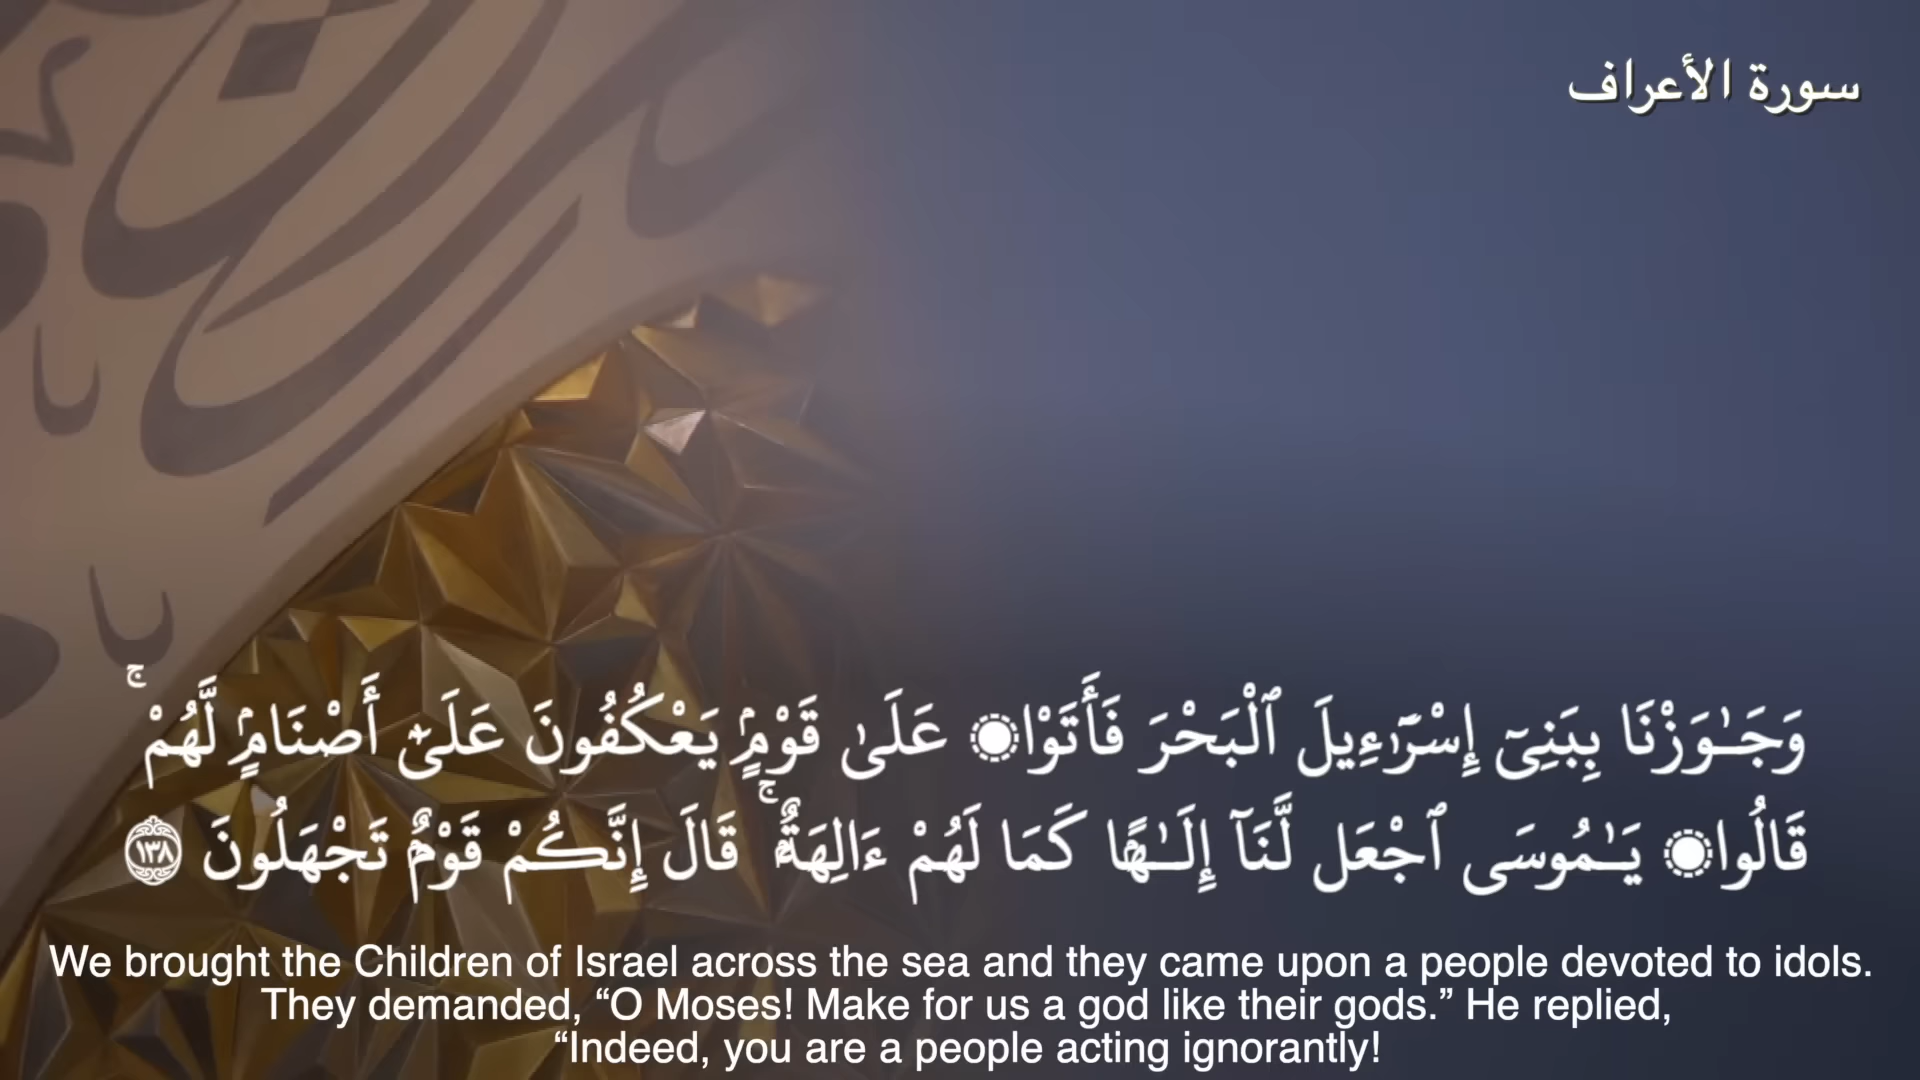 سورة الأعراف
وَجَـٰوَزْنَا بِبَنِىٓ إِسْرَٰٓءِيلَ ٱلْبَحْرَ فَأَتَوْا۟ عَلَىٰ قَوْمٍۢ يَعْكُفُونَ عَلَىٰٓ أَصْنَامٍۢ لَّهُمْ ۚ
قَالُوا۟ يَـٰمُوسَى ٱجْعَل لَّنَآ إِلَـٰهًۭا كَمَا لَهُمْ ءَالِهَةٌۭ ۚ قَالَ إِنَّكُمْ قَوْمٌۭ تَجْهَلُونَ ١٣٨
We brought the Children of Israel across the sea and they came upon a people devoted to idols.
They demanded, “O Moses! Make for us a god like their gods.” He replied,
“Indeed, you are a people acting ignorantly!